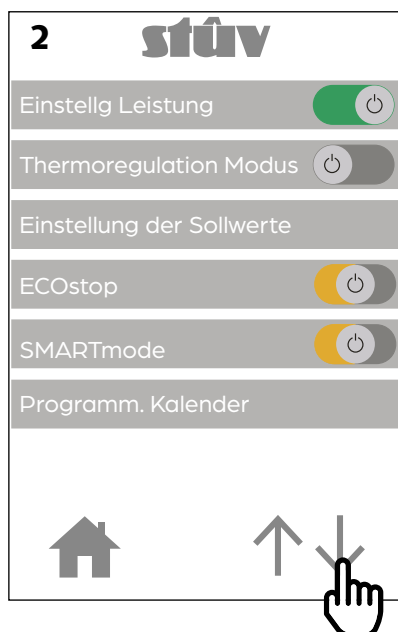 2
stûv
Einstellg Leistung
Thermoregulation Modus
Einstellung der Sollwerte
ECOstop
SMARTmode
Programm. Kalender